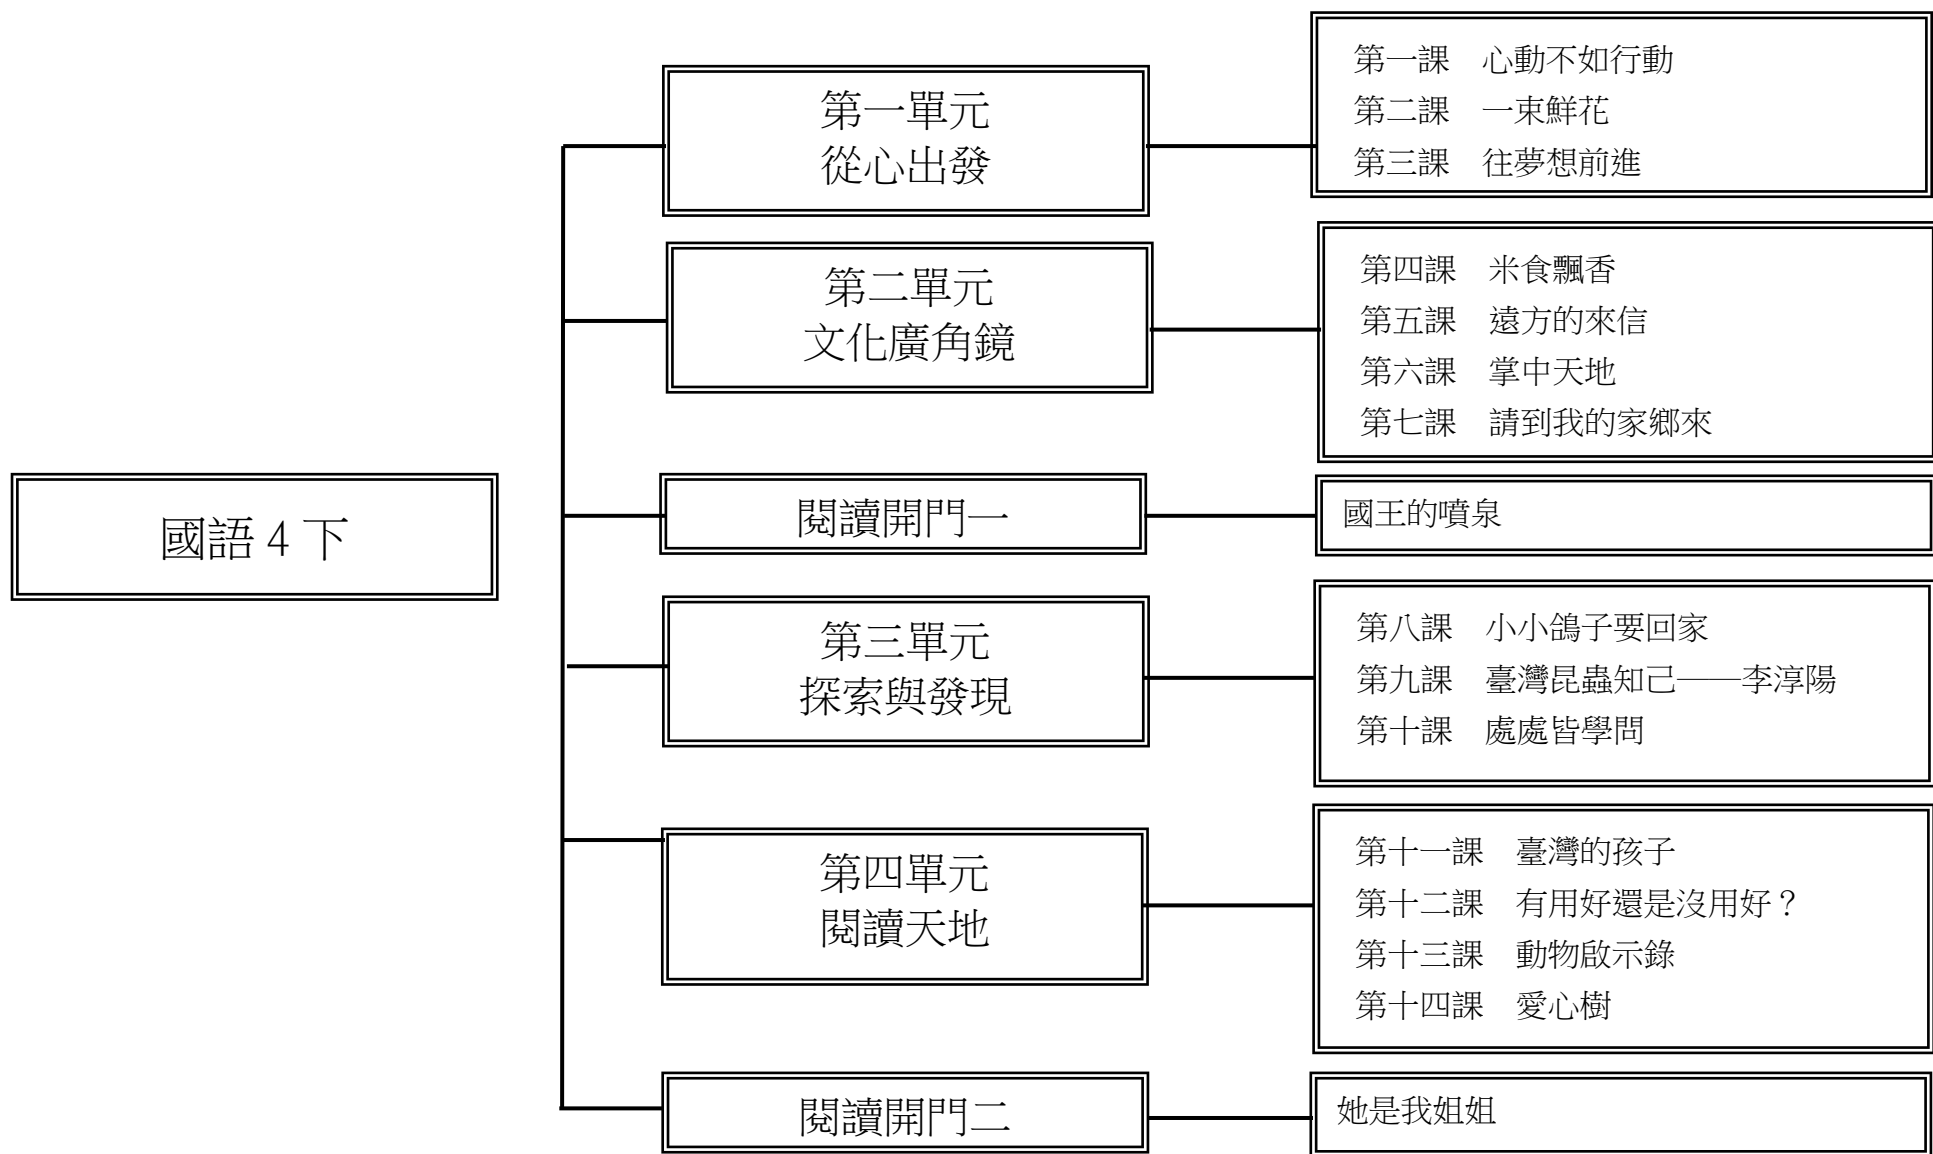 國語 4 下
第一單元
從心出發
第一課　心動不如行動
第二課　一束鮮花
第三課　往夢想前進
第二單元
文化廣角鏡
第四課　米食飄香
第五課　遠方的來信
第六課　掌中天地
第七課　請到我的家鄉來
閱讀開門一
國王的噴泉
第三單元
探索與發現
第八課　小小鴿子要回家
第九課　臺灣昆蟲知己——李淳陽
第十課　處處皆學問
第四單元
閱讀天地
第十一課　臺灣的孩子
第十二課　有用好還是沒用好？
第十三課　動物啟示錄
第十四課　愛心樹
閱讀開門二
她是我姐姐